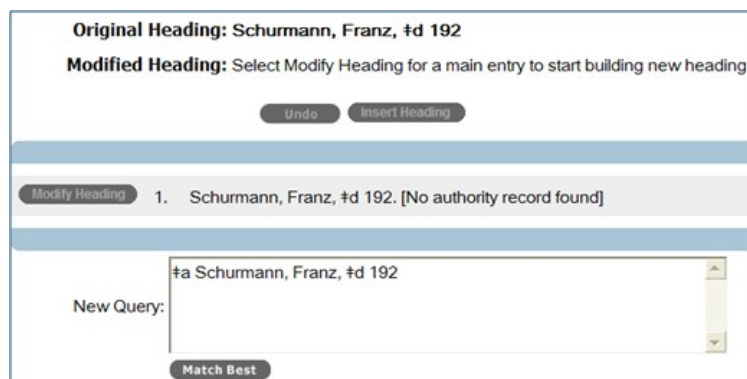 Original Heading: Schurmann, Franz, ‡d 192
Modified Heading: Select Modify Heading for a main entry to start building new heading
Undo Insert Heading
Modify Heading 1. Schurmann, Franz, ‡d 192. [No authority record found]
‡a Schurmann, Franz, ‡d 192
New Query:
Match Best